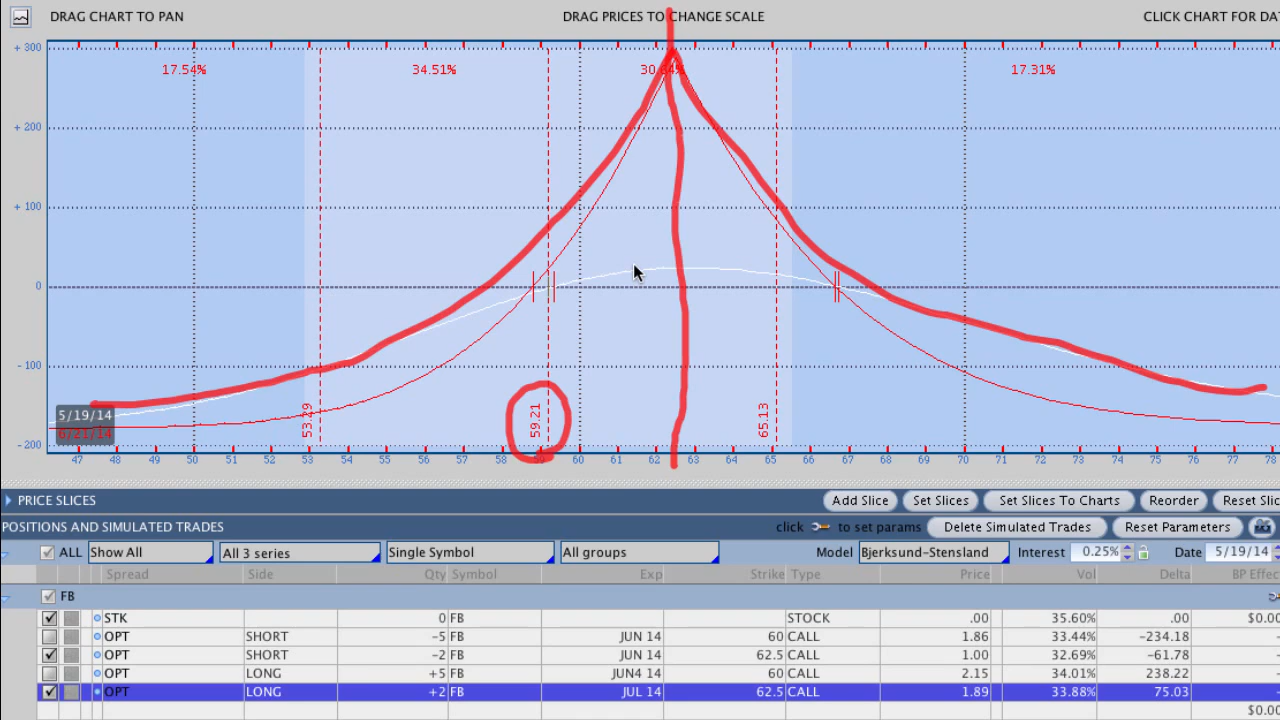 DRAG CHART TO PAN DRAG PRICES TO CHANGE SCALE CLICK CHART FOR DA
+ 300
17.54% 34.51% 30.64% 17.31%
+ 200
+ 100
0
- 100
5/19/14
6/21/14
53.29 59.21 65.13
- 200
47 48 49 50 51 52 53 54 55 56 57 58 59 60 61 62 63 64 65 66 67 68 69 70 71 72 73 74 75 76 77 78
PRICE SLICES Add Slice Set Slices Set Slices To Charts Reorder Reset Slic
POSITIONS AND SIMULATED TRADES click to set params Delete Simulated Trades Reset Parameters
ALL Show All All 3 series Single Symbol All groups Model Bjerksund-Stensland Interest 0.25% Date 5/19/14
Spread Side Qty Symbol Exp Strike Type Price Vol Delta BP Effec
FB
STK 0 FB STOCK .00 35.60% .00 $0.00
OPT SHORT -5 FB JUN 14 60 CALL 1.86 33.44% -234.18
OPT SHORT -2 FB JUN 14 62.5 CALL 1.00 32.69% -61.78
OPT LONG +5 FB JUN4 14 60 CALL 2.15 34.01% 238.22
OPT LONG +2 FB JUL 14 62.5 CALL 1.89 33.88% 75.03
$0.00